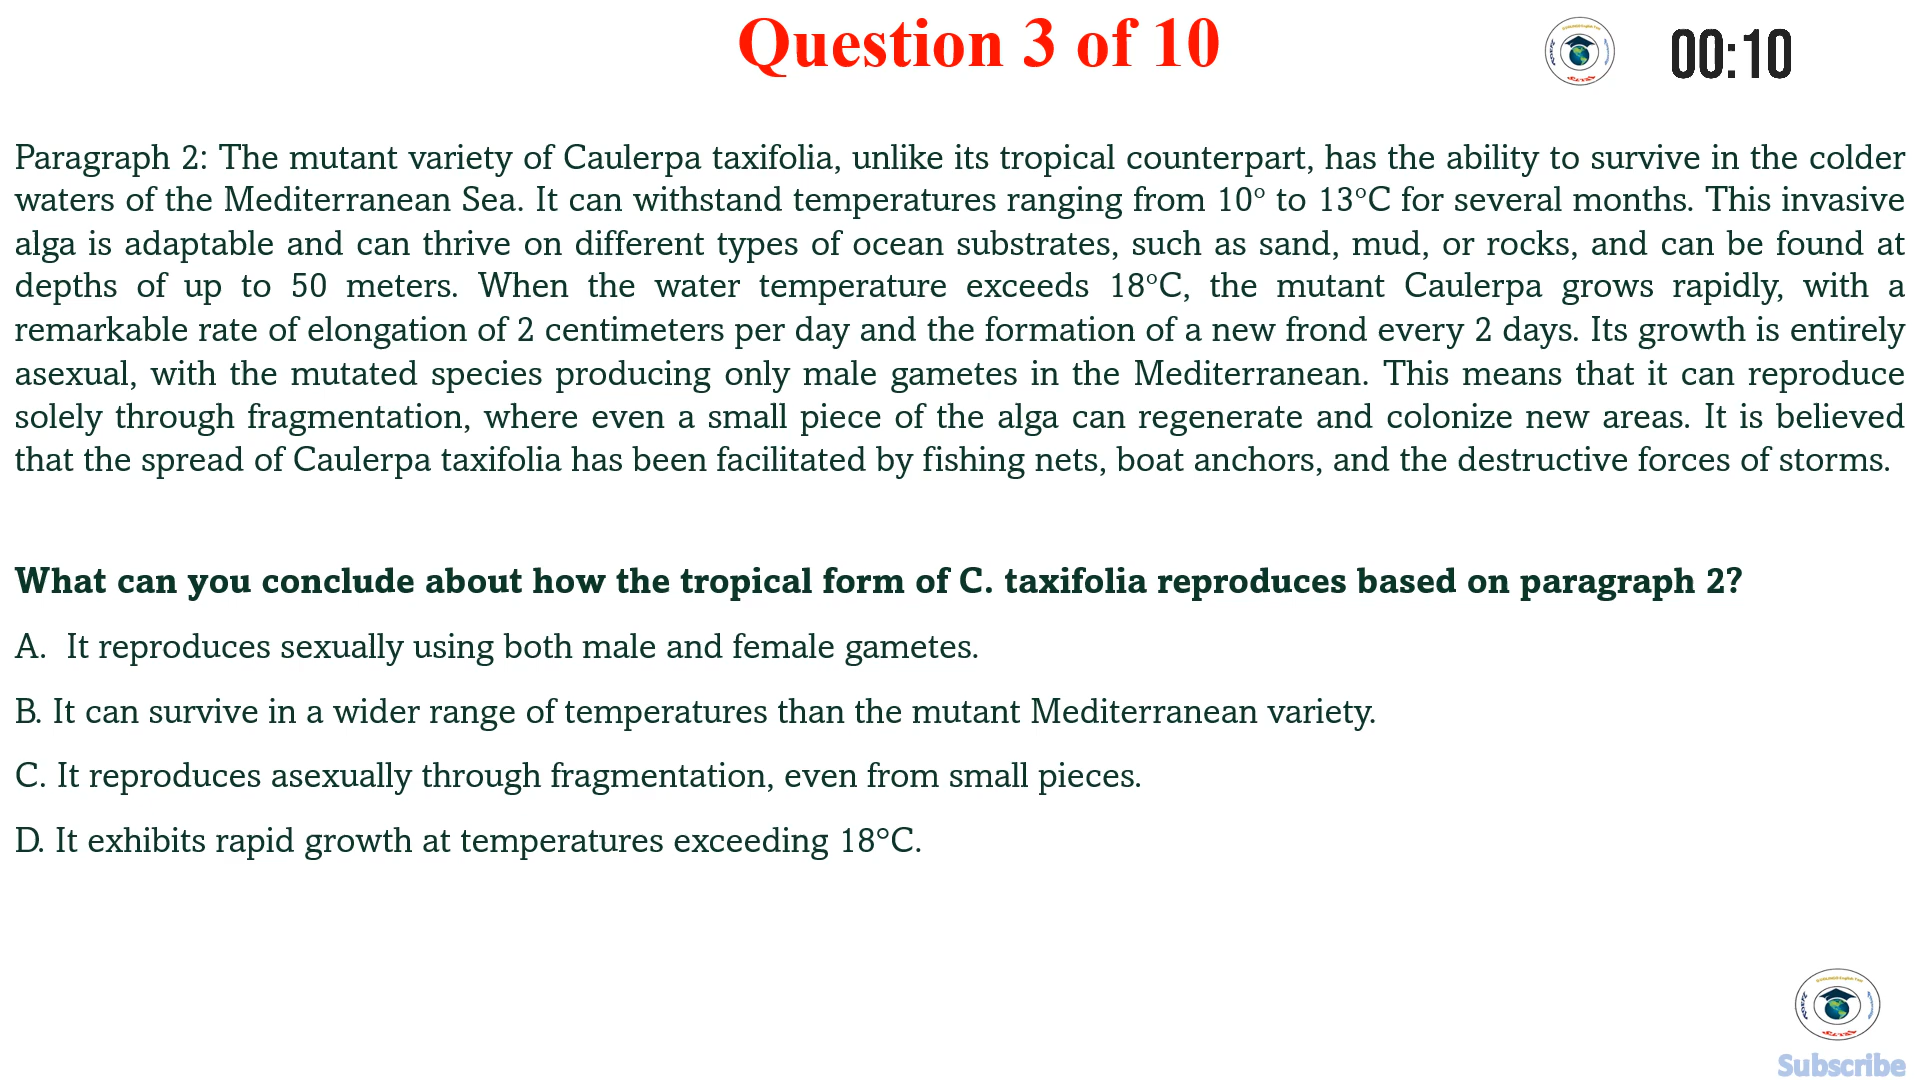 Question 3 of 10
00:10
Paragraph 2: The mutant variety of Caulerpa taxifolia, unlike its tropical counterpart, has the ability to survive in the colder
waters of the Mediterranean Sea. It can withstand temperatures ranging from 10° to 13°C for several months. This invasive
alga is adaptable and can thrive on different types of ocean substrates, such as sand, mud, or rocks, and can be found at
depths of up to 50 meters. When the water temperature exceeds 18°C, the mutant Caulerpa grows rapidly, with a
remarkable rate of elongation of 2 centimeters per day and the formation of a new frond every 2 days. Its growth is entirely
asexual, with the mutated species producing only male gametes in the Mediterranean. This means that it can reproduce
solely through fragmentation, where even a small piece of the alga can regenerate and colonize new areas. It is believed
that the spread of Caulerpa taxifolia has been facilitated by fishing nets, boat anchors, and the destructive forces of storms.
What can you conclude about how the tropical form of C. taxifolia reproduces based on paragraph 2?
A. It reproduces sexually using both male and female gametes.
B. It can survive in a wider range of temperatures than the mutant Mediterranean variety.
C. It reproduces asexually through fragmentation, even from small pieces.
D. It exhibits rapid growth at temperatures exceeding 18°C.
Subscribe